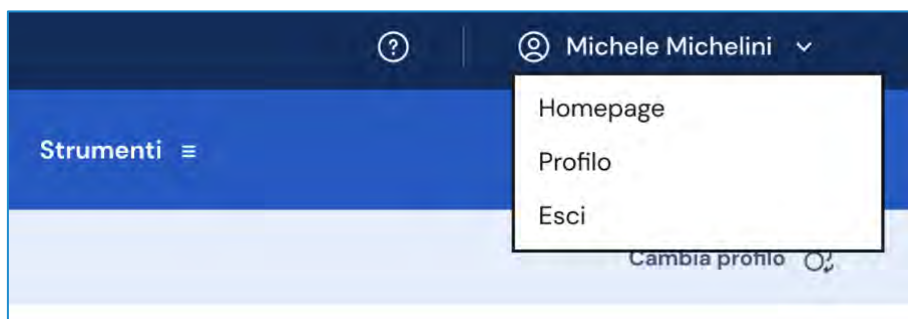 Michele Michelini
Homepage
Strumenti
Profilo
Esci
Cambia profilo